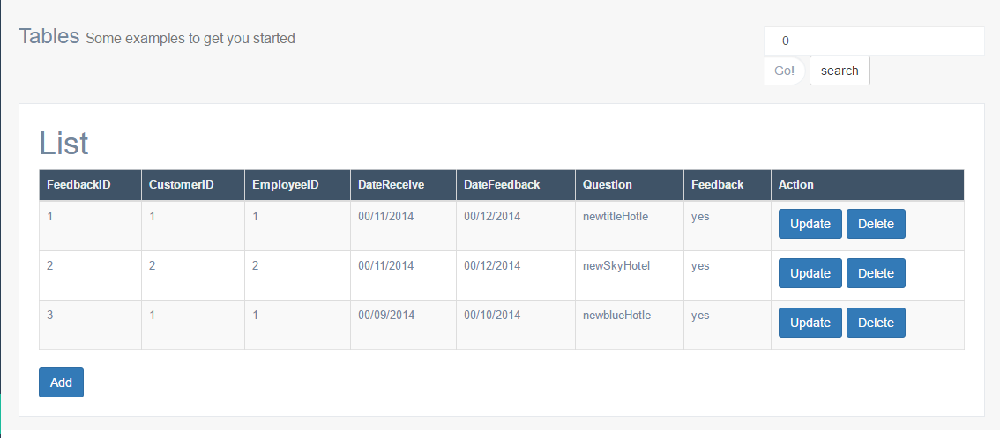 Tables Some examples to get you started
0
Go! search
List
FeedbackID CustomerID EmployeeID DateReceive DateFeedback Question Feedback Action
1 1 1 00/11/2014 00/12/2014 newtitleHotle yes Update Delete
2 2 2 00/11/2014 00/12/2014 newSkyHotel yes Update Delete
3 1 1 00/09/2014 00/10/2014 newblueHotle yes Update Delete
Add